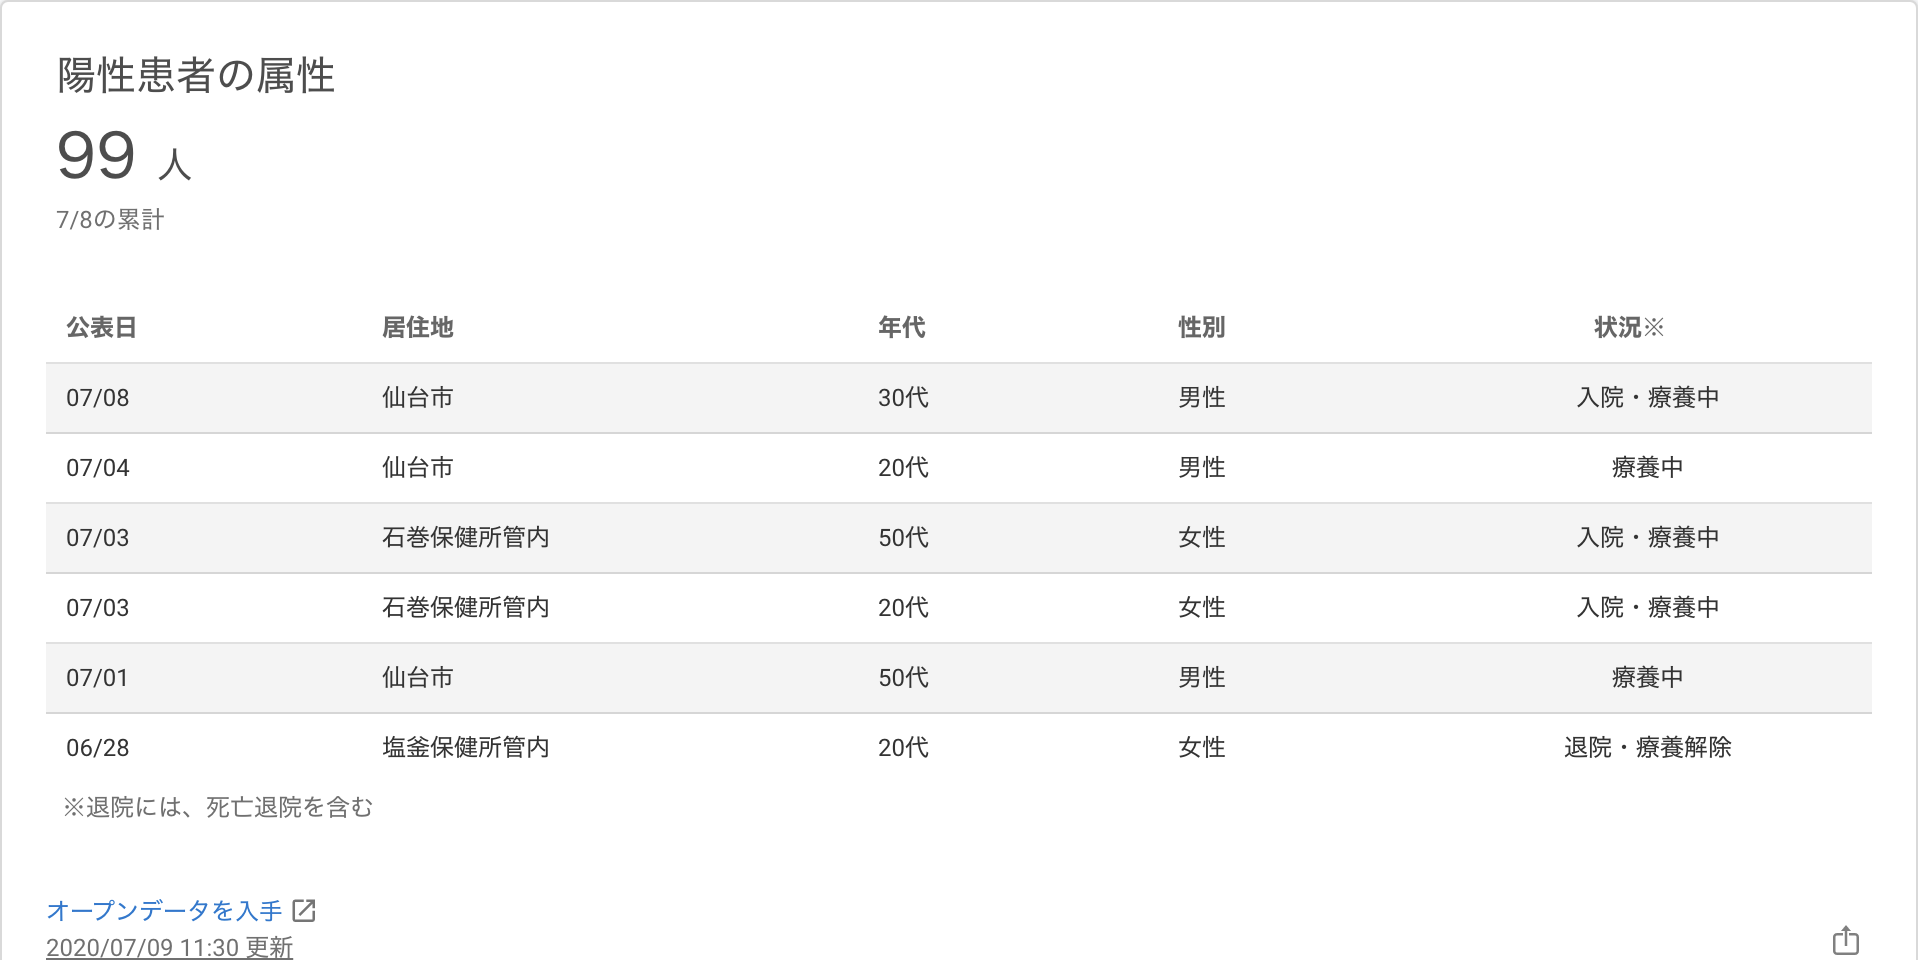 陽性患者の属性
99 人
7/8の累計
公表日 居住地 年代 性別 状況※
07/08 仙台市 30代 男性 入院・療養中
07/04 仙台市 20代 男性 療養中
07/03 石巻保健所管内 50代 女性 入院・療養中
07/03 石巻保健所管内 20代 女性 入院・療養中
07/01 仙台市 50代 男性 療養中
06/28 塩釜保健所管内 20代 女性 退院・療養解除
※退院には、死亡退院を含む
オープンデータを入手
2020/07/09 11:30 更新